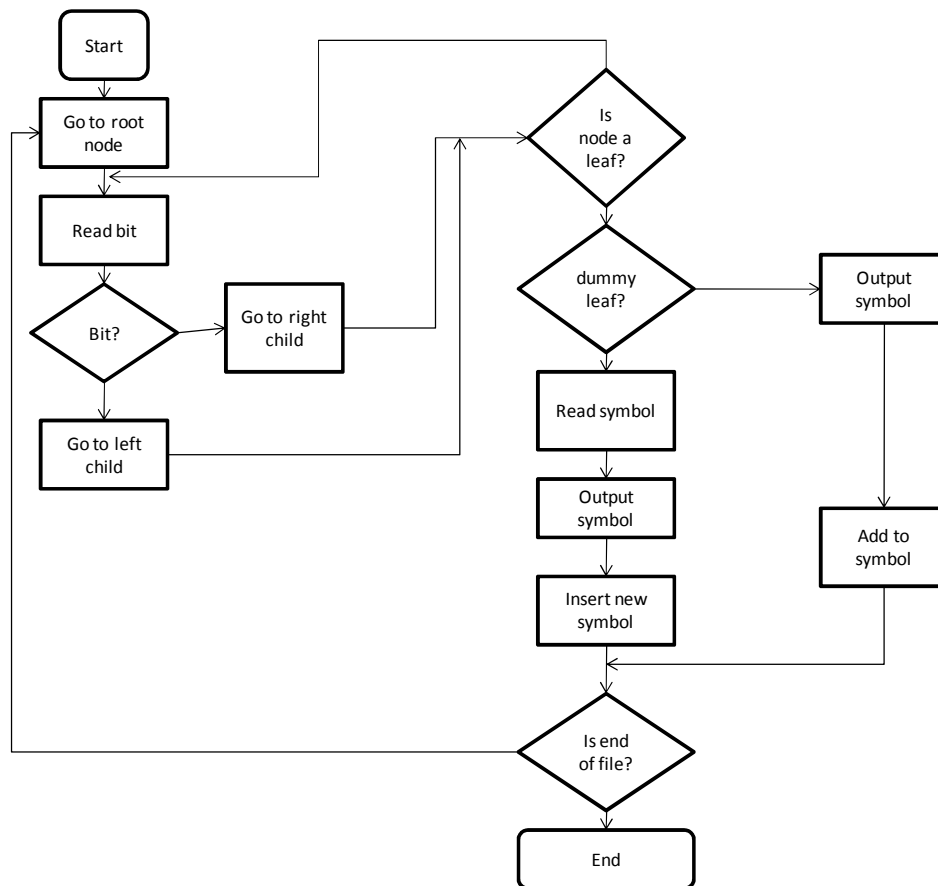 Start
Go to root
node
Read bit
Bit?
Go to right
child
Go to left
child
Is
node a
leaf?
dummy
leaf?
Output
symbol
Read symbol
Output
symbol
Add to
symbol
Insert new
symbol
Is end
of file?
End